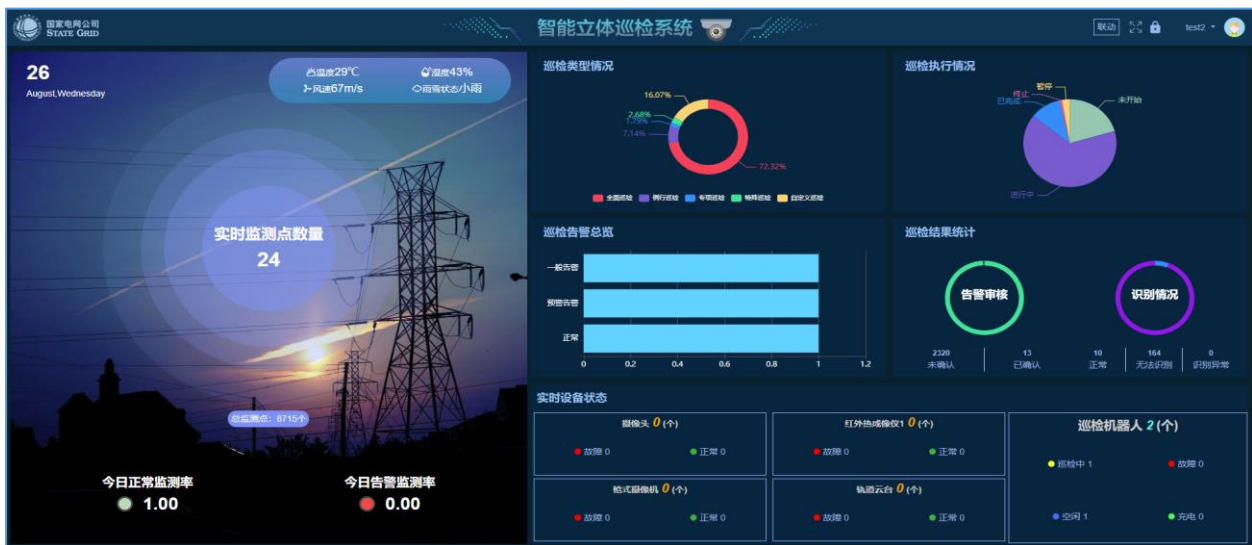 国家电网公司
STATE GRID
智能立体巡检系统
联动
test2
26
August,Wednesday
温度29℃
湿度43%
风速67m/s
雨雪状态小雨
实时监测点数量
24
总监测点：8715个
今日正常监测率
1.00
今日告警监测率
0.00
巡检类型情况
16.07%
2.68%
1.79%
7.14%
72.32%
全面巡检
例行巡检
专项巡检
特殊巡检
自定义巡检
巡检执行情况
暂停
终止
已完成
未开始
进行中
巡检告警总览
一般告警
预警告警
正常
0 0.2 0.4 0.6 0.8 1 1.2
巡检结果统计
告警审核
识别情况
2320 13 10 164 0
未确认 已确认 正常 无法识别 识别异常
实时设备状态
摄像头 0 (个)
故障 0 正常 0
红外热成像仪1 0 (个)
故障 0 正常 0
枪式摄像机 0 (个)
故障 0 正常 0
轨道云台 0 (个)
故障 0 正常 0
巡检机器人 2 (个)
巡检中 1 故障 0
空闲 1 充电 0